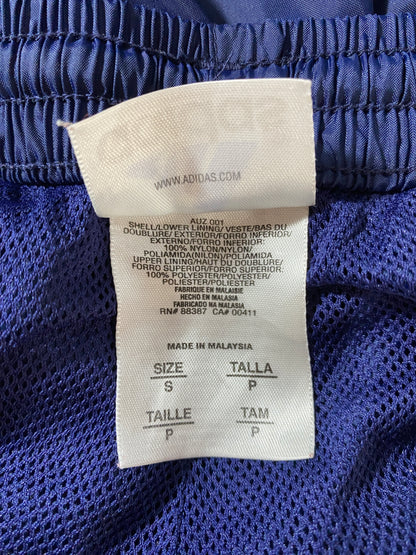 WWW.ADIDAS.COM
AUZ 001
SHELL/LOWER LINING/ VESTE/BAS DU
DOUBLURE/ EXTERIOR/FORRO INFERIOR/
EXTERNO/FORRO INFERIOR:
100% NYLON/NYLON/
POLIAMIDA(NILON)/POLIAMIDA
UPPER LINING/HAUT DU DOUBLURE/
FORRO SUPERIOR/FORRO SUPERIOR:
100% POLYESTER/POLYESTER/
POLIESTER/POLIESTER
FABRIQUE EN MALAISIE
HECHO EN MALASIA
FABRICADO NA MALASIA
RN# 88387 CA# 00411
MADE IN MALAYSIA
SIZE TALLA
S P
TAILLE TAM
P P